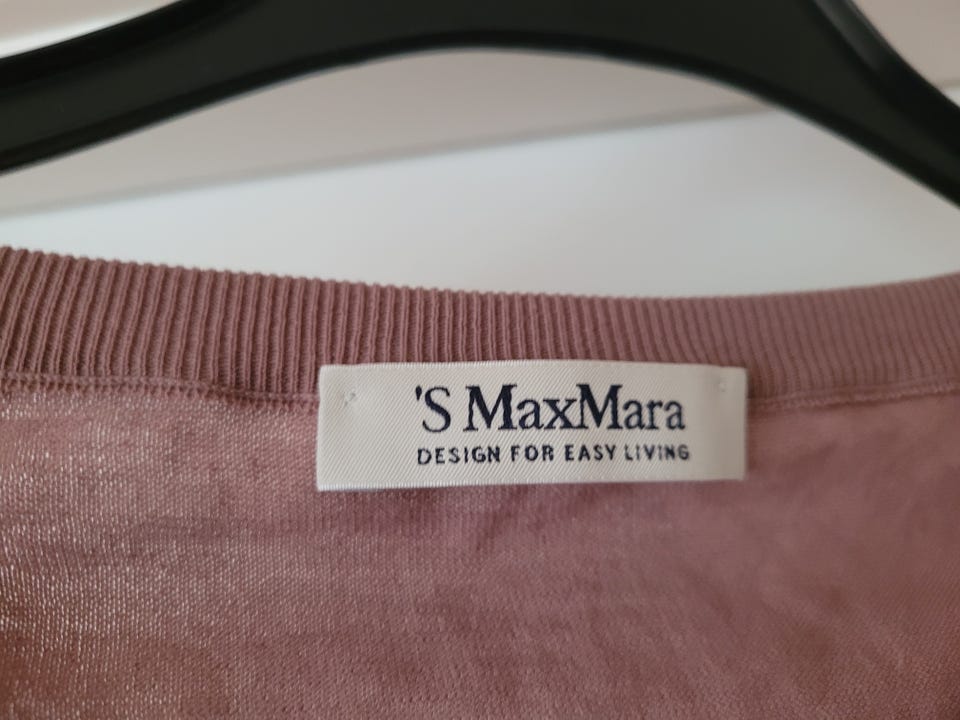 'S MaxMara
DESIGN FOR EASY LIVING